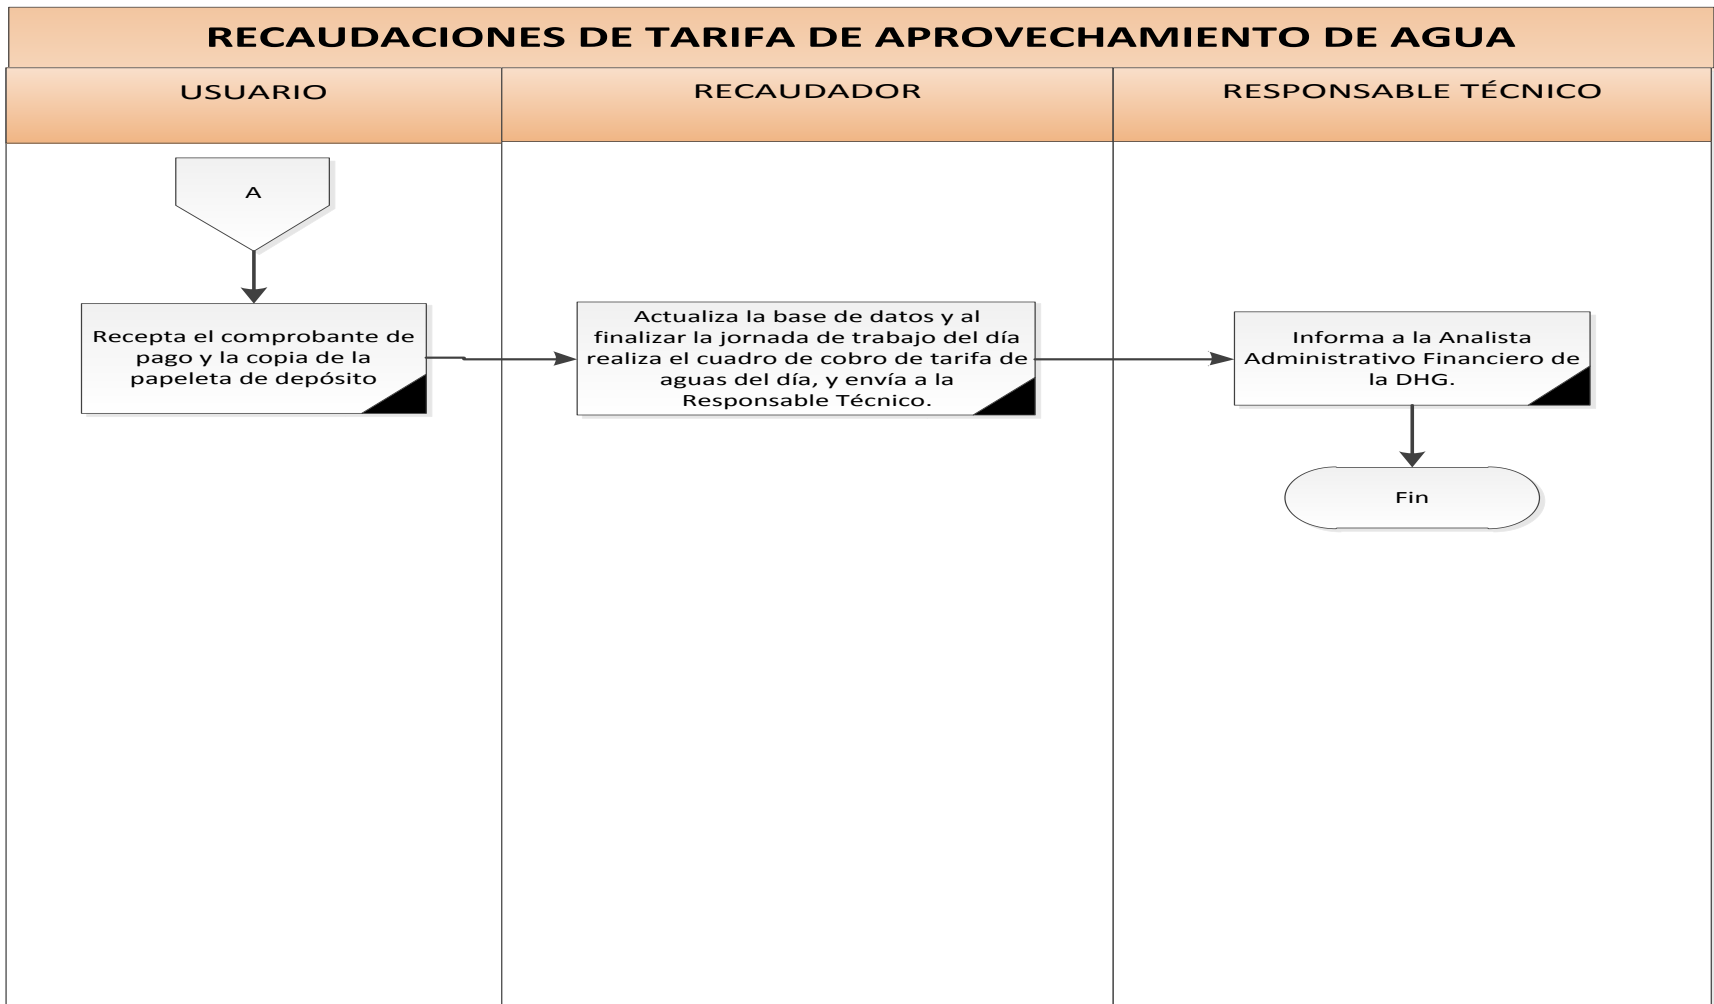 RECAUDACIONES DE TARIFA DE APROVECHAMIENTO DE AGUA
USUARIO
RECAUDADOR
RESPONSABLE TÉCNICO
A
Recepta el comprobante de
pago y la copia de la
papeleta de depósito
Actualiza la base de datos y al
finalizar la jornada de trabajo del día
realiza el cuadro de cobro de tarifa de
aguas del día, y envía a la
Responsable Técnico.
Informa a la Analista
Administrativo Financiero de
la DHG.
Fin